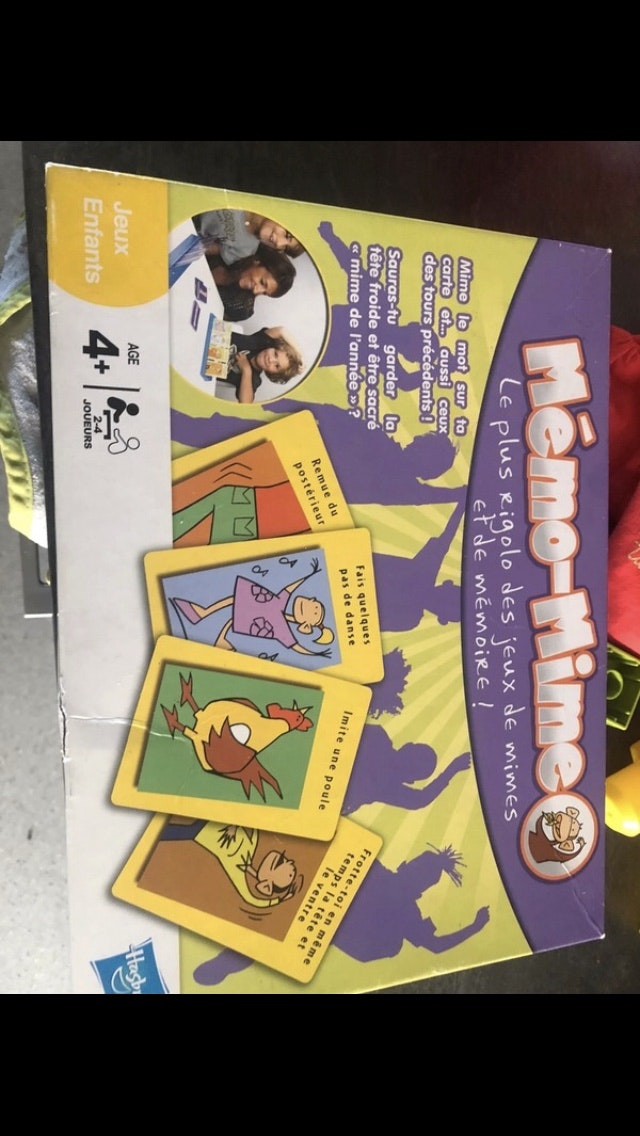 Mémo-Mime
Le plus rigolo des jeux de mimes
et de mémoire !
Mime le mot sur ta
carte et... aussi ceux
des tours précédents !
Sauras-tu garder la
tête froide et être sacré
« mime de l'année » ?
Remue du
postérieur
Fais quelques
pas de danse
Imite une poule
Frotte-toi en même
temps la tête et
le ventre
Jeux
Enfants
AGE
4+
2-4
JOUEURS
Hasbro